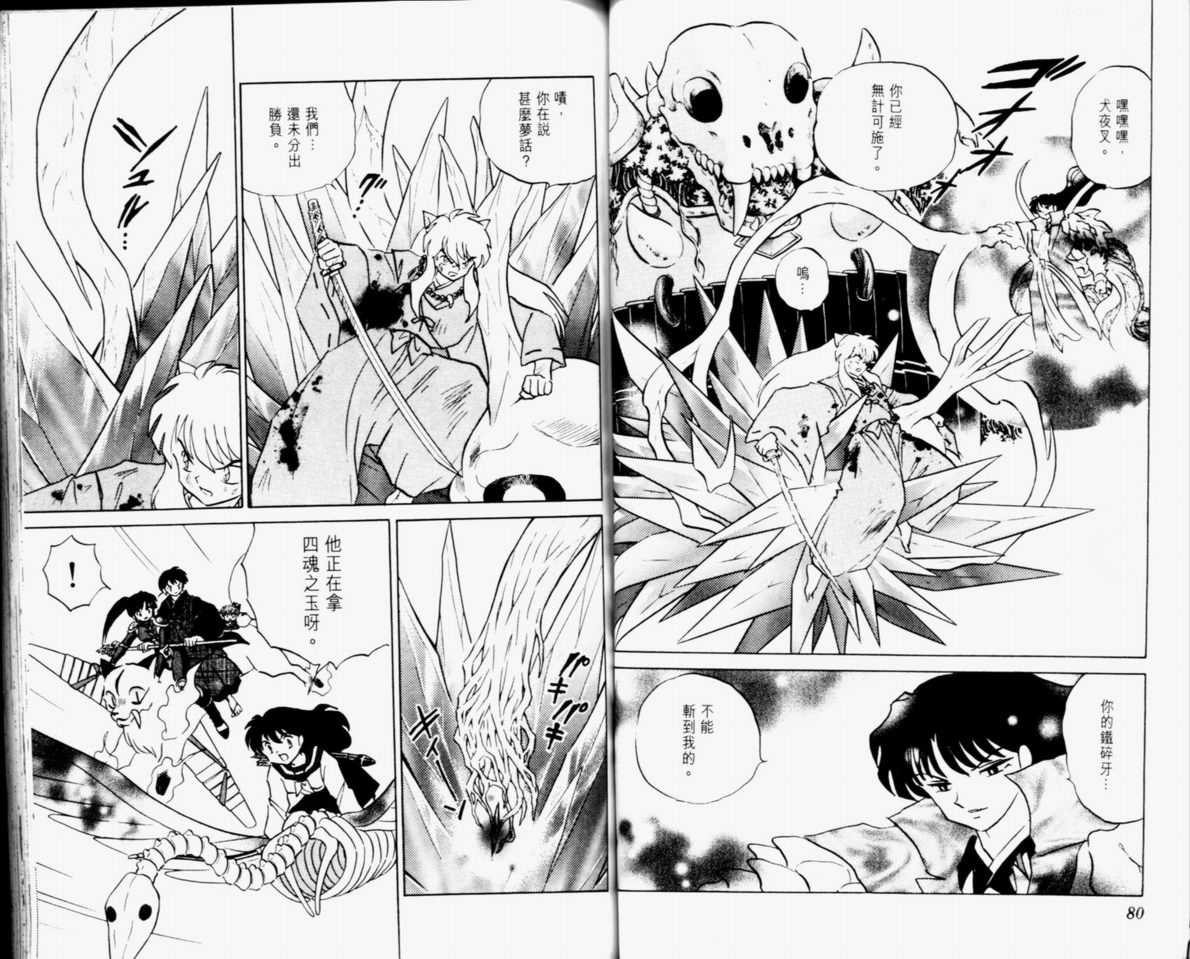 嘿嘿嘿，
犬夜叉。
你已經
無計可施了。
ゴオオオ
嗚…
你的鐵碎牙…
不能
斬到我的。
80
嘖，
你在說
甚麼夢話？
我們…
還未分出
勝負。
グッ…
ミュル…
パキパキ
キィィ
他正在拿
四魂之玉呀。
！